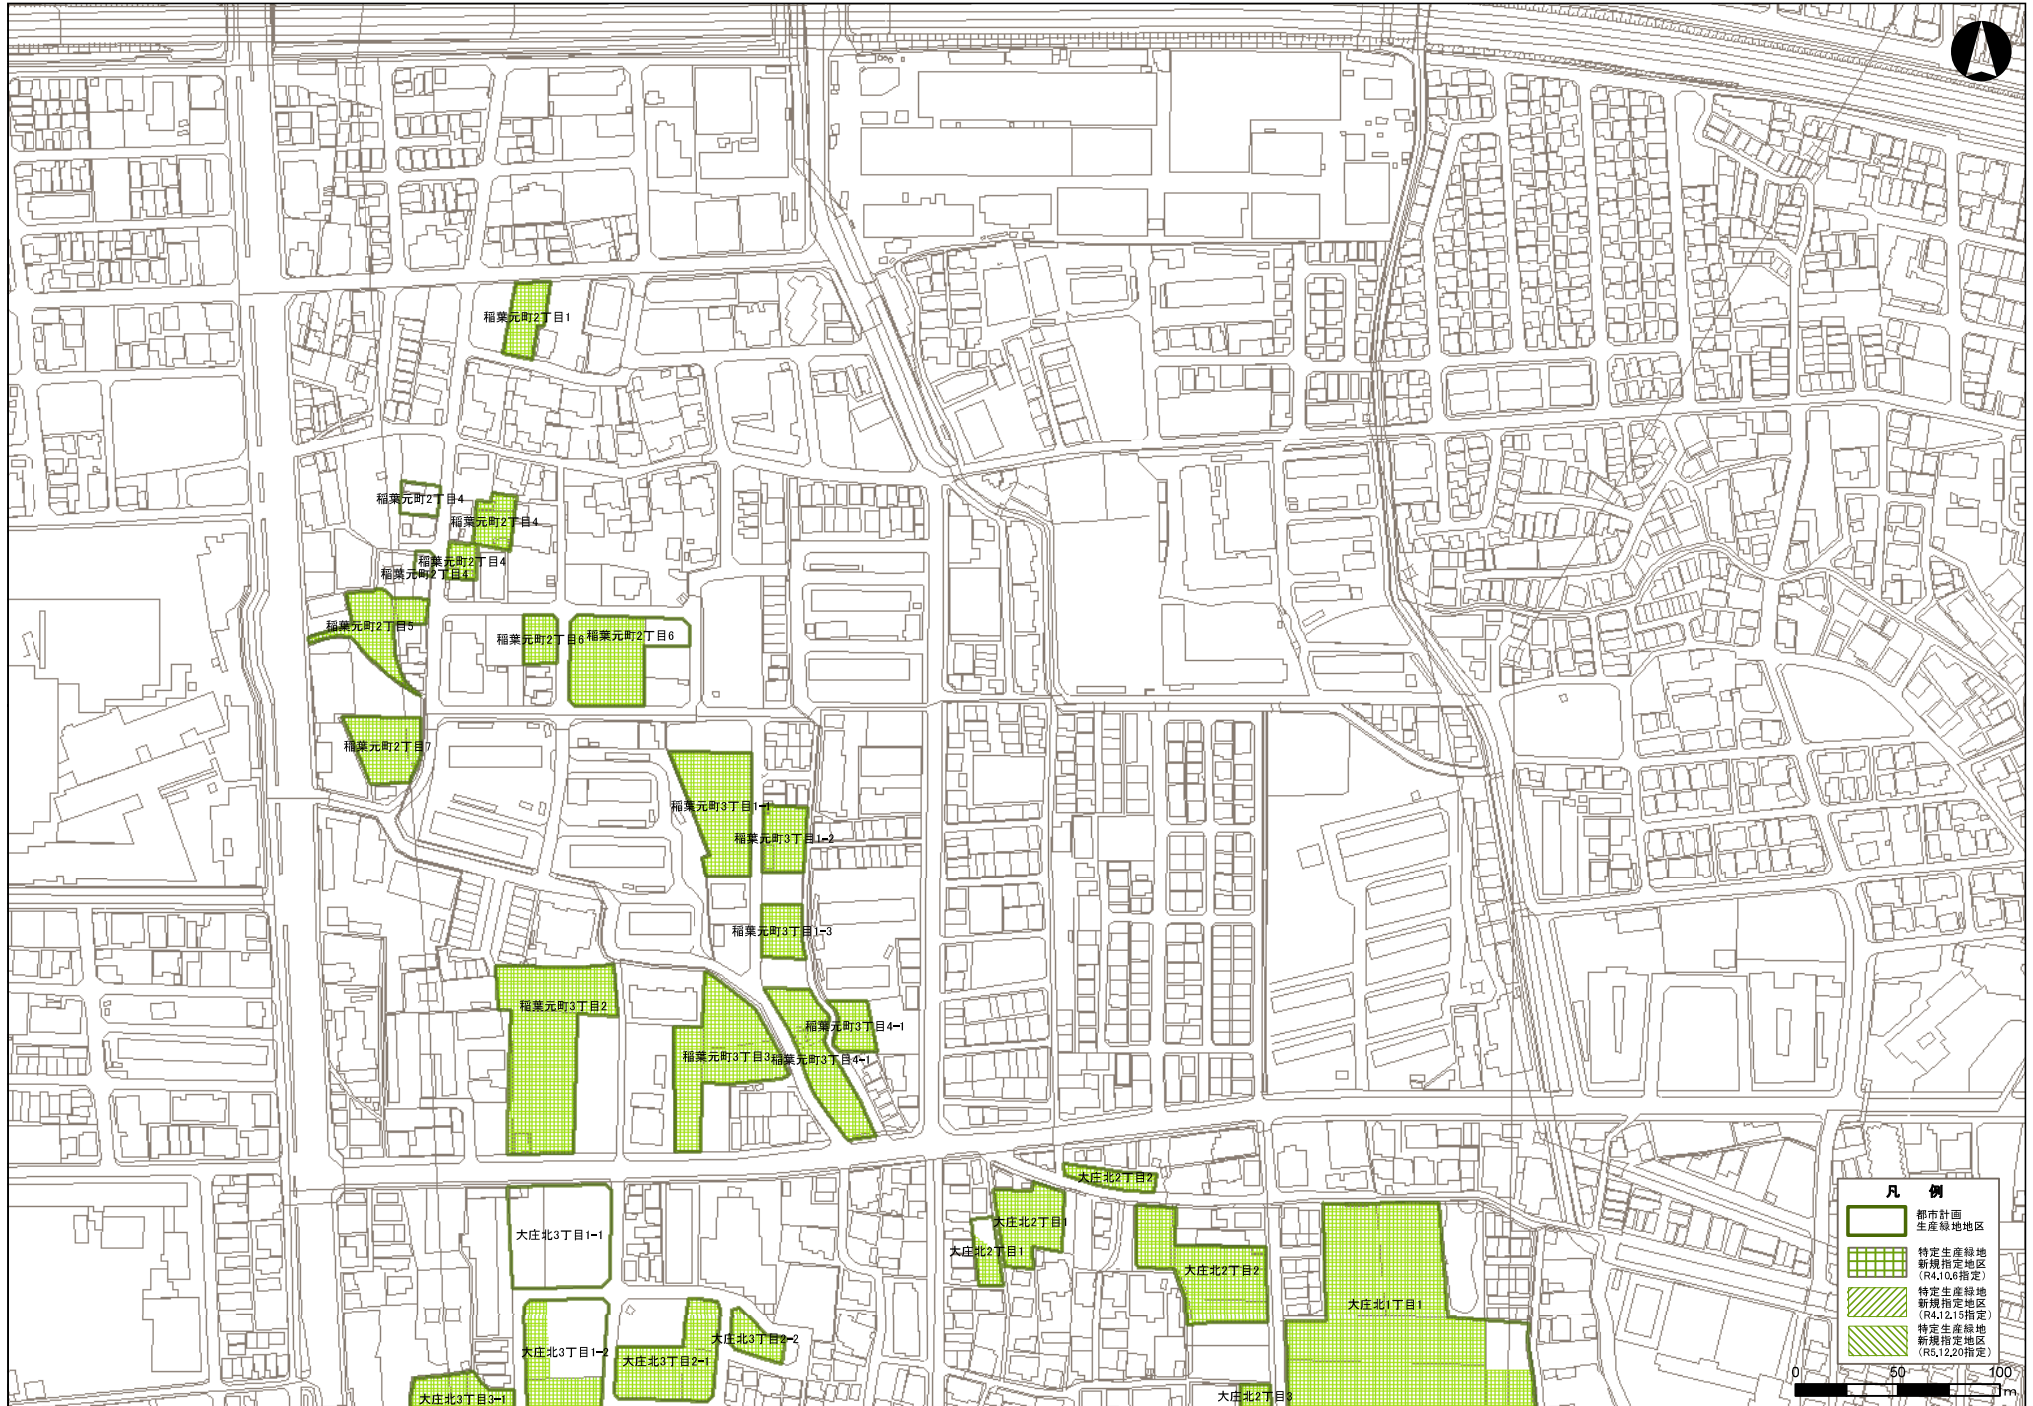 稲葉元町2丁目1
稲葉元町2丁目4
稲葉元町2丁目4
稲葉元町2丁目4
稲葉元町2丁目4
稲葉元町2丁目5
稲葉元町2丁目6
稲葉元町2丁目6
稲葉元町2丁目7
稲葉元町3丁目1-1
稲葉元町3丁目1-2
稲葉元町3丁目1-3
稲葉元町3丁目2
稲葉元町3丁目4-1
稲葉元町3丁目3
稲葉元町3丁目4-1
大庄北2丁目2
大庄北2丁目1
大庄北3丁目1-1
大庄北2丁目1
大庄北2丁目2
大庄北1丁目1
大庄北3丁目2-2
大庄北3丁目1-2
大庄北3丁目2-1
大庄北3丁目3-1
大庄北2丁目3
凡 例
都市計画
生産緑地地区
特定生産緑地
新規指定地区
(R4.10.6指定)
特定生産緑地
新規指定地区
(R4.12.15指定)
特定生産緑地
新規指定地区
(R5.12.20指定)
0 50 100
m